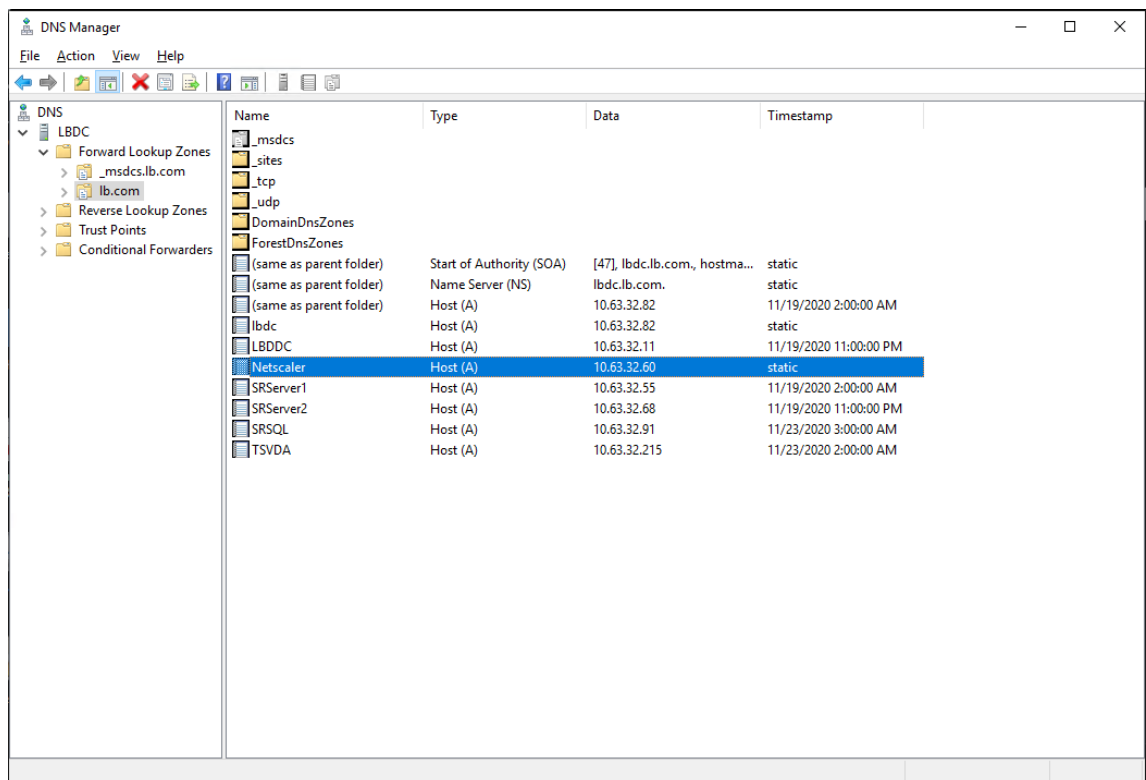 DNS Manager
File Action View Help
DNS
LBDC
Forward Lookup Zones
_msdcs.lb.com
lb.com
Reverse Lookup Zones
Trust Points
Conditional Forwarders
Name Type Data Timestamp
_msdcs
_sites
_tcp
_udp
DomainDnsZones
ForestDnsZones
(same as parent folder) Start of Authority (SOA) [47], lbdc.lb.com., hostma... static
(same as parent folder) Name Server (NS) lbdc.lb.com. static
(same as parent folder) Host (A) 10.63.32.82 11/19/2020 2:00:00 AM
lbdc Host (A) 10.63.32.82 static
LBDDC Host (A) 10.63.32.11 11/19/2020 11:00:00 PM
Netscaler Host (A) 10.63.32.60 static
SRServer1 Host (A) 10.63.32.55 11/19/2020 2:00:00 AM
SRServer2 Host (A) 10.63.32.68 11/19/2020 11:00:00 PM
SRSQL Host (A) 10.63.32.91 11/23/2020 3:00:00 AM
TSVDA Host (A) 10.63.32.215 11/23/2020 2:00:00 AM